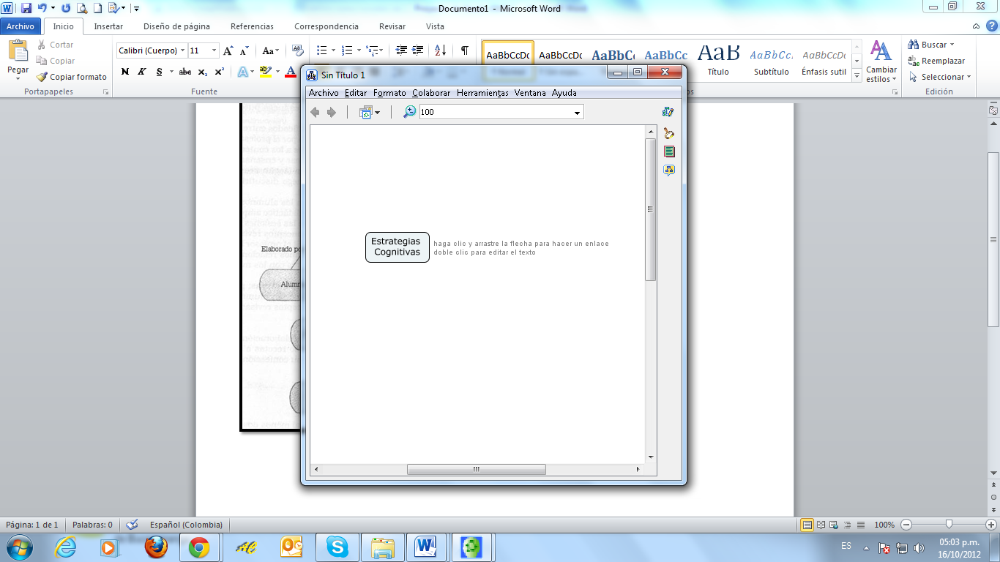 Documento1 - Microsoft Word
Archivo Inicio Insertar Diseño de página Referencias Correspondencia Revisar Vista
Pegar
Cortar
Copiar
Copiar formato
Portapapeles
Calibri (Cuerpo) 11
Aa
N K S abc x₂ x²
Fuente
AaBbCcDc AaBbCcDc AaBbC AaBbCc AaB AaBbCc. AaBbCcDc
Título Subtítulo Énfasis sutil
Cambiar
estilos
Buscar
Reemplazar
Seleccionar
Edición
Sin Título 1
Archivo Editar Formato Colaborar Herramientas Ventana Ayuda
100
Estrategias
Cognitivas
haga clic y arrastre la flecha para hacer un enlace
doble clic para editar el texto
Elaborado po
Alumn
Página: 1 de 1 Palabras: 0 Español (Colombia) 100%
ES
05:03 p.m.
16/10/2012